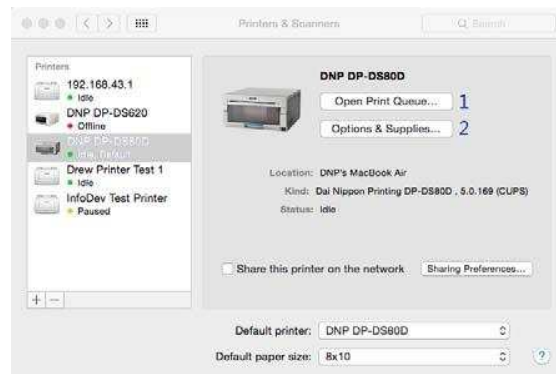 Printers & Scanners
Search
Printers
192.168.43.1
Idle
DNP DP-DS620
Offline
DNP DP-DS80D
Idle, Default
Drew Printer Test 1
Idle
InfoDev Test Printer
Paused
+ −
DNP DP-DS80D
Open Print Queue... 1
Options & Supplies... 2
Location: DNP's MacBook Air
Kind: Dai Nippon Printing DP-DS80D , 5.0.169 (CUPS)
Status: Idle
Share this printer on the network
Sharing Preferences...
Default printer: DNP DP-DS80D
Default paper size: 8x10
?